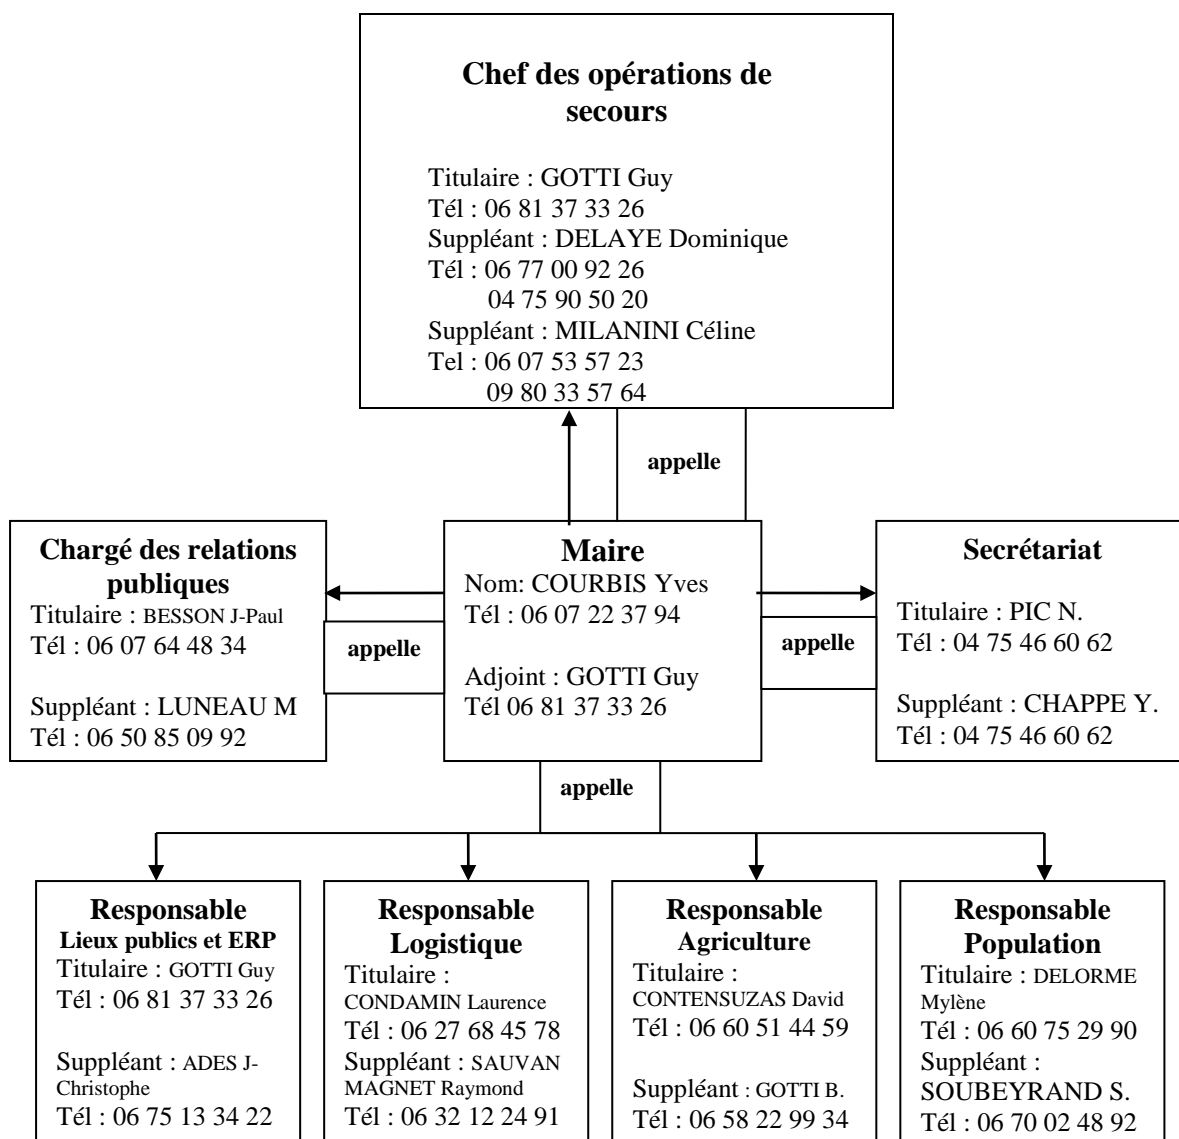 Chef des opérations de
secours
Titulaire : GOTTI Guy
Tél : 06 81 37 33 26
Suppléant : DELAYE Dominique
Tél : 06 77 00 92 26
04 75 90 50 20
Suppléant : MILANINI Céline
Tel : 06 07 53 57 23
09 80 33 57 64
appelle
Chargé des relations
publiques
Titulaire : BESSON J-Paul
Tél : 06 07 64 48 34
Suppléant : LUNEAU M
Tél : 06 50 85 09 92
appelle
Maire
Nom: COURBIS Yves
Tél : 06 07 22 37 94
Adjoint : GOTTI Guy
Tél 06 81 37 33 26
appelle
Secrétariat
Titulaire : PIC N.
Tél : 04 75 46 60 62
Suppléant : CHAPPE Y.
Tél : 04 75 46 60 62
appelle
Responsable
Lieux publics et ERP
Titulaire : GOTTI Guy
Tél : 06 81 37 33 26
Suppléant : ADES J-
Christophe
Tél : 06 75 13 34 22
Responsable
Logistique
Titulaire :
CONDAMIN Laurence
Tél : 06 27 68 45 78
Suppléant : SAUVAN
MAGNET Raymond
Tél : 06 32 12 24 91
Responsable
Agriculture
Titulaire :
CONTENSUZAS David
Tél : 06 60 51 44 59
Suppléant : GOTTI B.
Tél : 06 58 22 99 34
Responsable
Population
Titulaire : DELORME
Mylène
Tél : 06 60 75 29 90
Suppléant :
SOUBEYRAND S.
Tél : 06 70 02 48 92